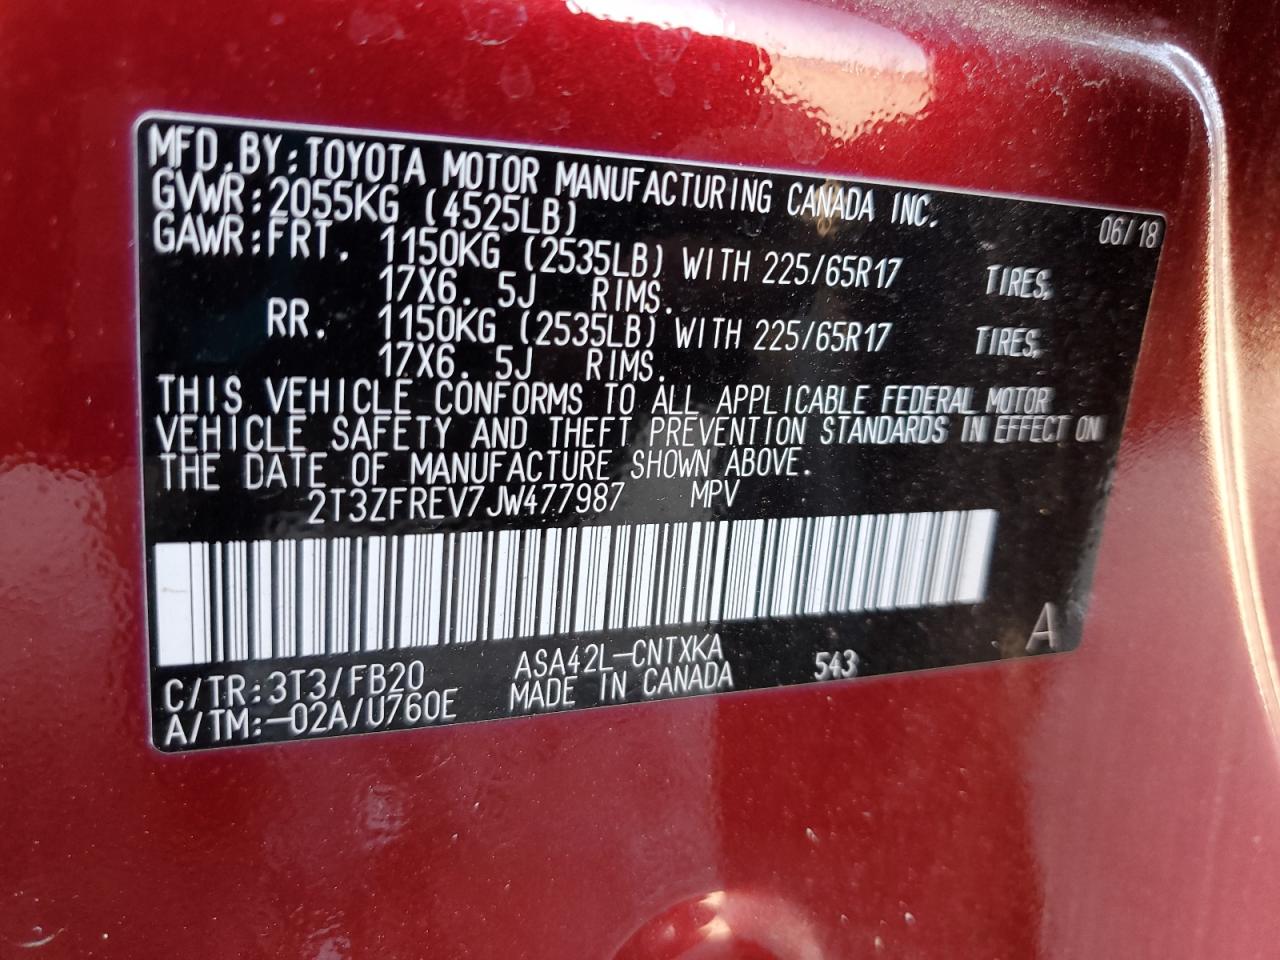 MFD.BY:TOYOTA MOTOR MANUFACTURING CANADA INC.
GVWR:2055KG (4525LB) 06/18
GAWR:FRT. 1150KG (2535LB) WITH 225/65R17 TIRES,
17X6. 5J RIMS.
RR. 1150KG (2535LB) WITH 225/65R17 TIRES,
17X6. 5J RIMS.
THIS VEHICLE CONFORMS TO ALL APPLICABLE FEDERAL MOTOR
VEHICLE SAFETY AND THEFT PREVENTION STANDARDS IN EFFECT ON
THE DATE OF MANUFACTURE SHOWN ABOVE.
2T3ZFREV7JW477987 MPV
A
C/TR:3T3/FB20 ASA42L-CNTXKA 543
A/TM:-02A/U760E MADE IN CANADA